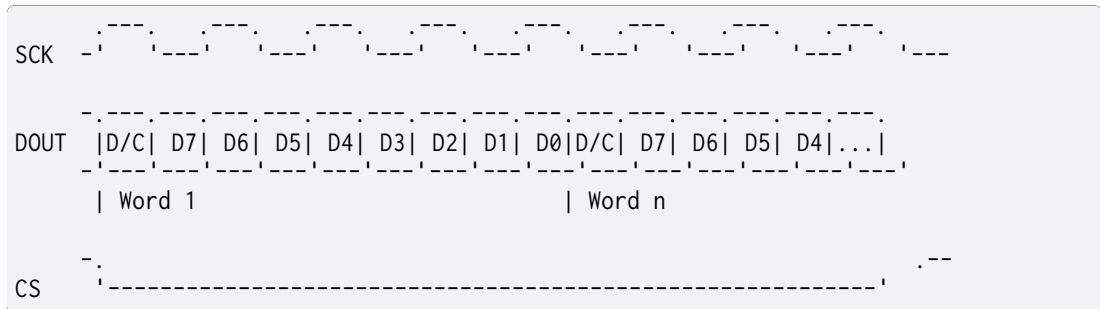 .---.   .---.   .---.   .---.   .---.   .---.   .---.   .---.
SCK  -'   '---'   '---'   '---'   '---'   '---'   '---'   '---'   '---
-.---.---.---.---.---.---.---.---.---.---.---.---.---.---.---.
DOUT  |D/C| D7| D6| D5| D4| D3| D2| D1| D0|D/C| D7| D6| D5| D4|...|
-'---'---'---'---'---'---'---'---'---'---'---'---'---'---'---'
| Word 1                      | Word n
-.                                                    .--
CS    '-------------------------------------------------'